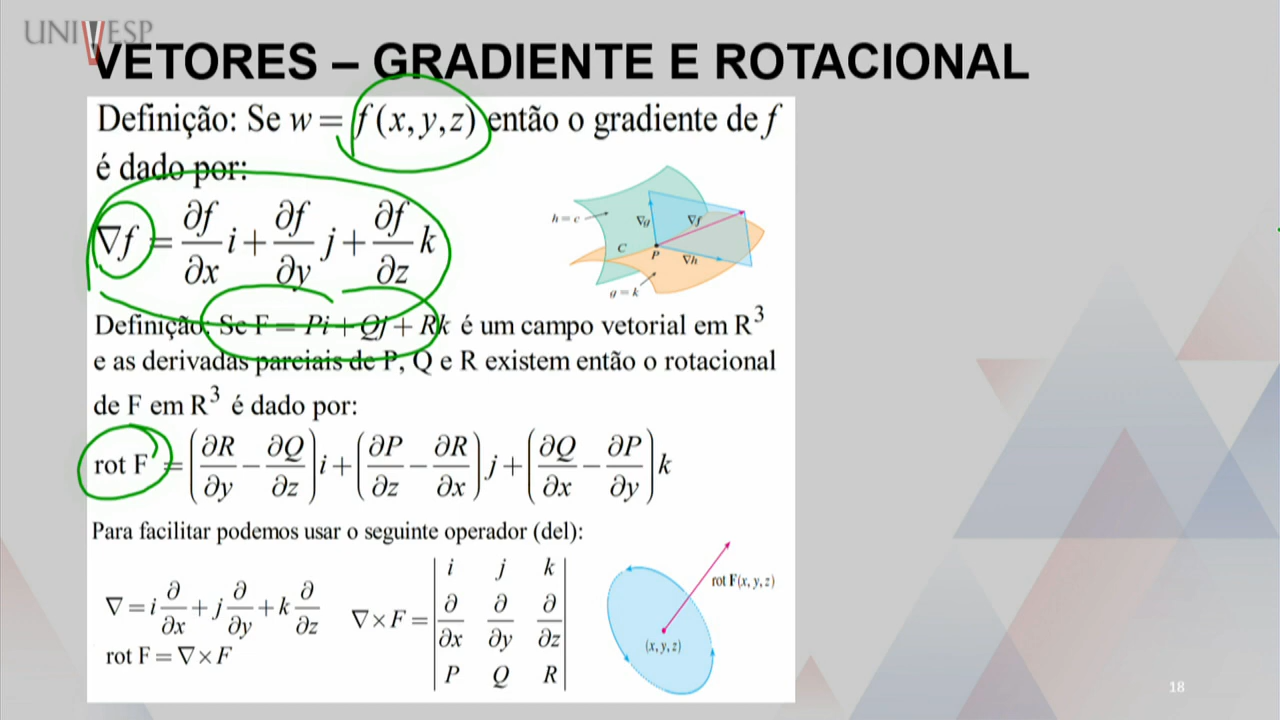 UNIVESP
VETORES – GRADIENTE E ROTACIONAL
Definição: Se w = f(x,y,z) então o gradiente de f
é dado por:
∇f = ∂f/∂x i + ∂f/∂y j + ∂f/∂z k
h = c
∇g
∇f
C
P
∇h
g = k
Definição: Se F = Pi + Qj + Rk é um campo vetorial em R³
e as derivadas parciais de P, Q e R existem então o rotacional
de F em R³ é dado por:
rot F = (∂R/∂y − ∂Q/∂z) i + (∂P/∂z − ∂R/∂x) j + (∂Q/∂x − ∂P/∂y) k
Para facilitar podemos usar o seguinte operador (del):
∇ = i ∂/∂x + j ∂/∂y + k ∂/∂z
rot F = ∇ × F
∇ × F = | i j k |
| ∂/∂x ∂/∂y ∂/∂z |
| P Q R |
rot F(x, y, z)
(x, y, z)
18